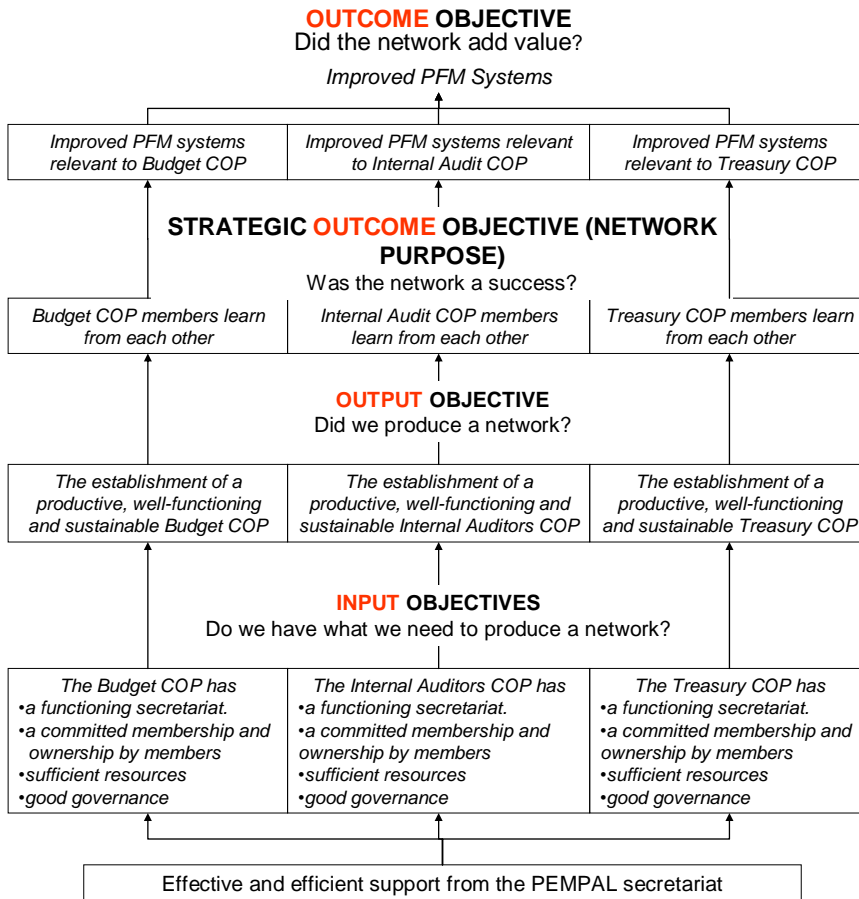 OUTCOME OBJECTIVE
Did the network add value?
Improved PFM Systems
Improved PFM systems
relevant to Budget COP
Improved PFM systems relevant
to Internal Audit COP
Improved PFM systems
relevant to Treasury COP
STRATEGIC OUTCOME OBJECTIVE (NETWORK
PURPOSE)
Was the network a success?
Budget COP members learn
from each other
Internal Audit COP members
learn from each other
Treasury COP members learn
from each other
OUTPUT OBJECTIVE
Did we produce a network?
The establishment of a
productive, well-functioning
and sustainable Budget COP
The establishment of a
productive, well-functioning and
sustainable Internal Auditors COP
The establishment of a
productive, well-functioning
and sustainable Treasury COP
INPUT OBJECTIVES
Do we have what we need to produce a network?
The Budget COP has
•a functioning secretariat.
•a committed membership and
ownership by members
•sufficient resources
•good governance
The Internal Auditors COP has
•a functioning secretariat.
•a committed membership and
ownership by members
•sufficient resources
•good governance
The Treasury COP has
•a functioning secretariat.
•a committed membership and
ownership by members
•sufficient resources
•good governance
Effective and efficient support from the PEMPAL secretariat